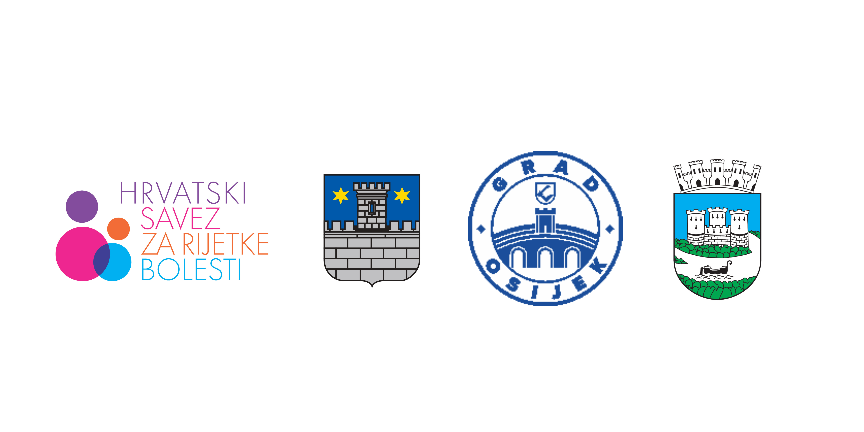 HRVATSKI
SAVEZ
ZA RIJETKE
BOLESTI
GRAD
OSIJEK